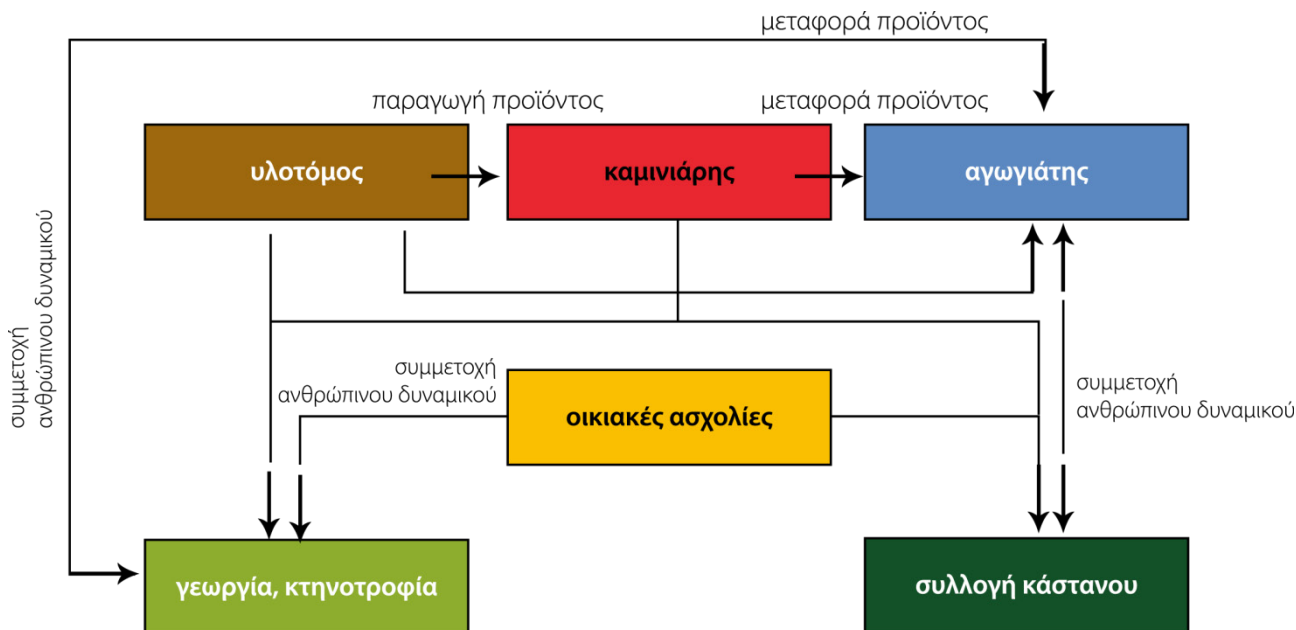 μεταφορά προϊόντος
παραγωγή προϊόντος
μεταφορά προϊόντος
υλοτόμος
καμινιάρης
αγωγιάτης
συμμετοχή
ανθρώπινου δυναμικού
συμμετοχή
ανθρώπινου δυναμικού
οικιακές ασχολίες
συμμετοχή
ανθρώπινου δυναμικού
γεωργία, κτηνοτροφία
συλλογή κάστανου